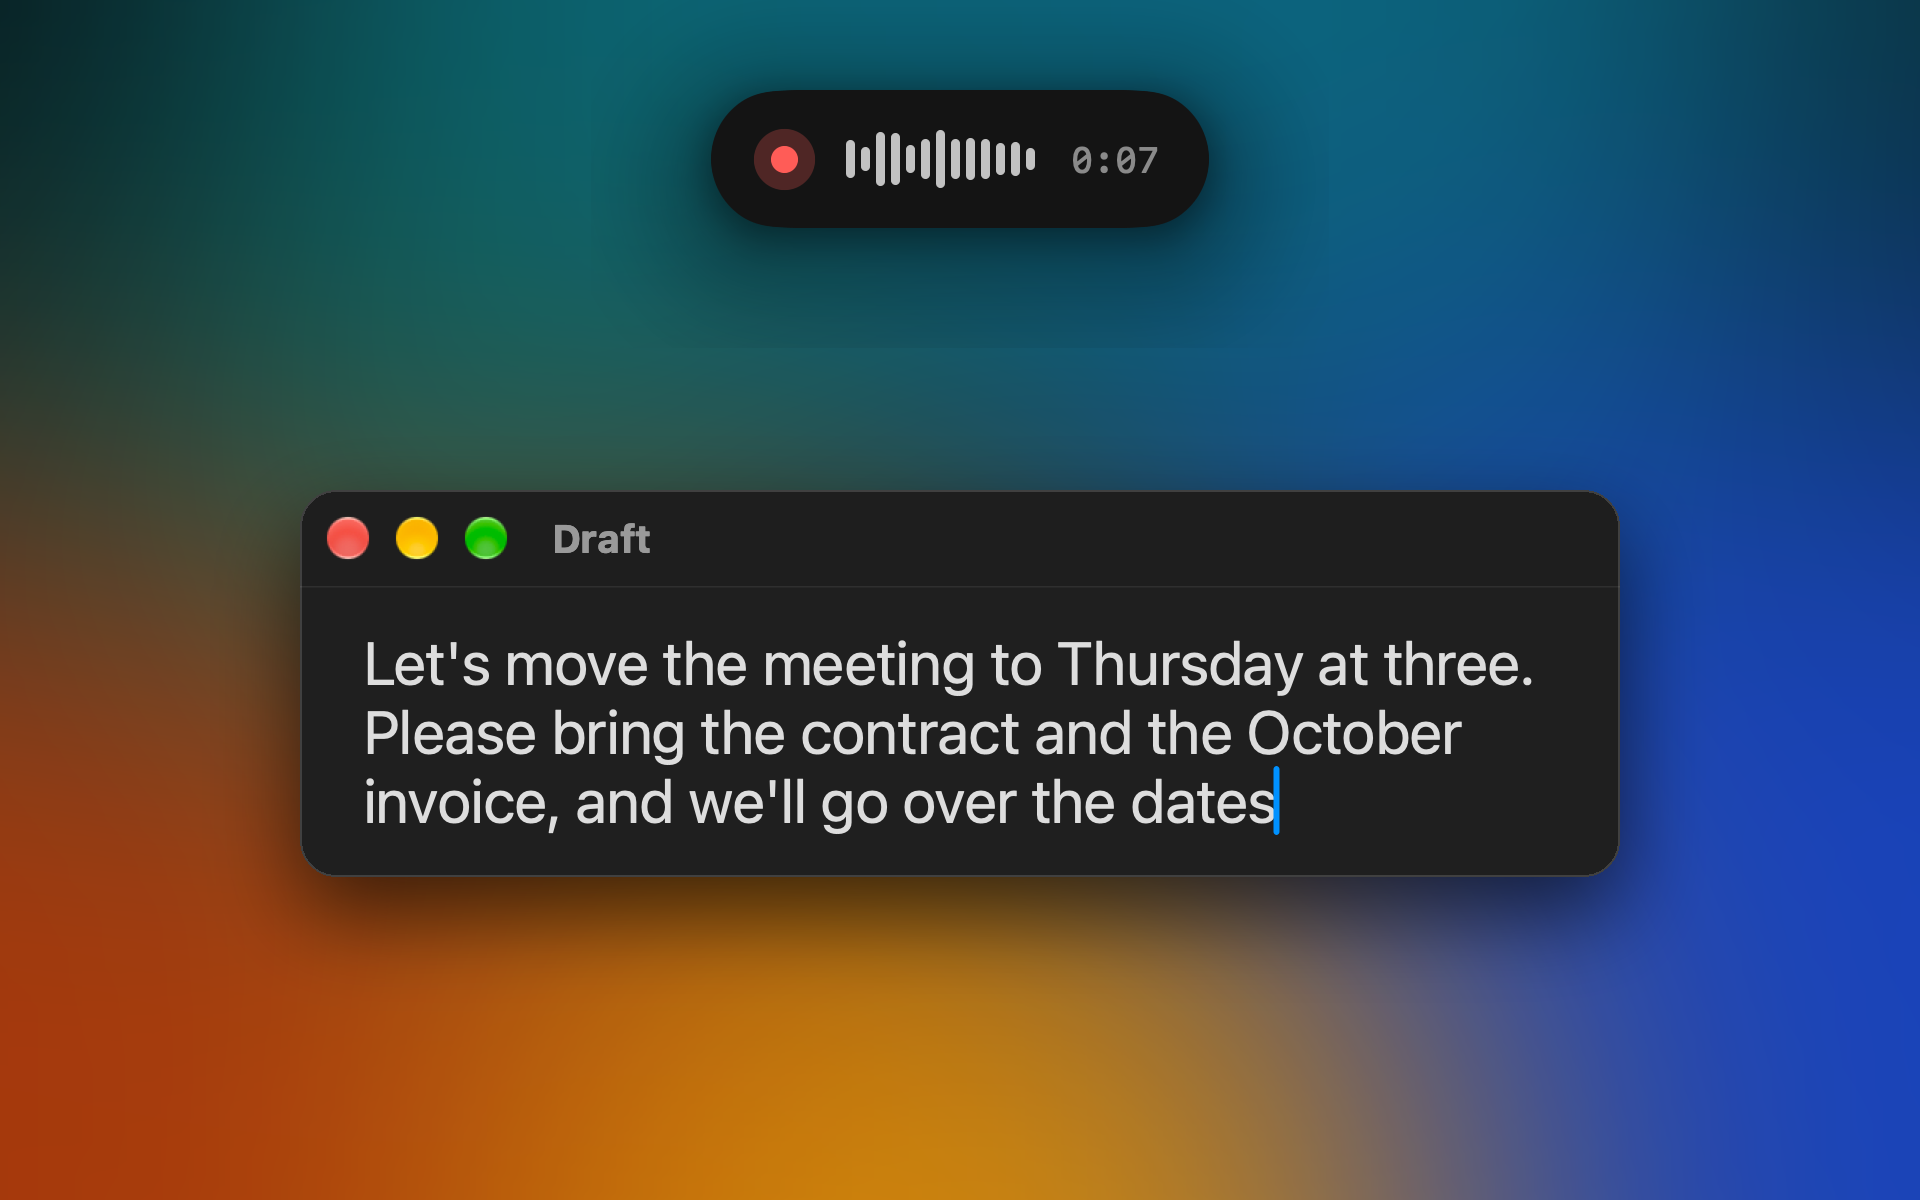 0:07
Draft
Let's move the meeting to Thursday at three.
Please bring the contract and the October
invoice, and we'll go over the dates